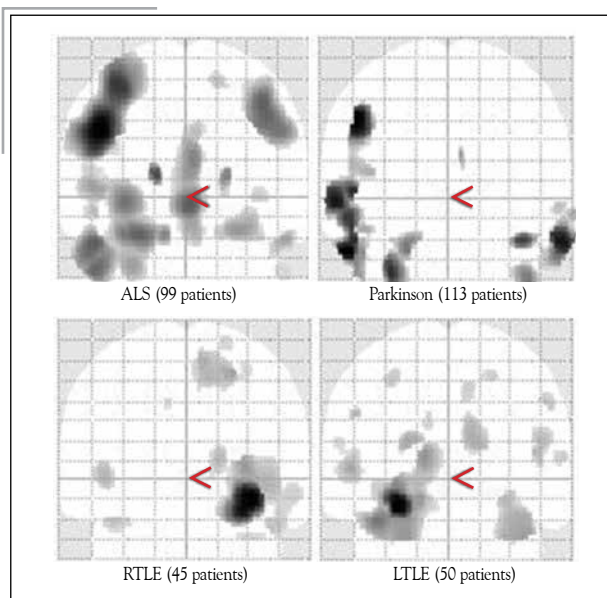 ALS (99 patients)
Parkinson (113 patients)
RTLE (45 patients)
LTLE (50 patients)